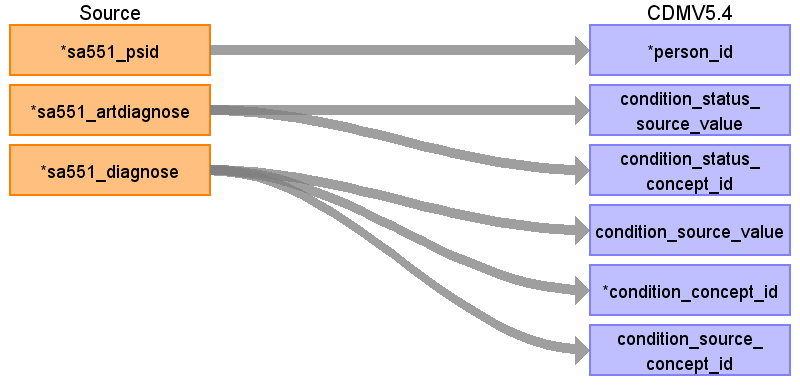 Source
CDMV5.4
*sa551_psid
*person_id
*sa551_artdiagnose
condition_status_
source_value
*sa551_diagnose
condition_status_
concept_id
condition_source_value
*condition_concept_id
condition_source_
concept_id